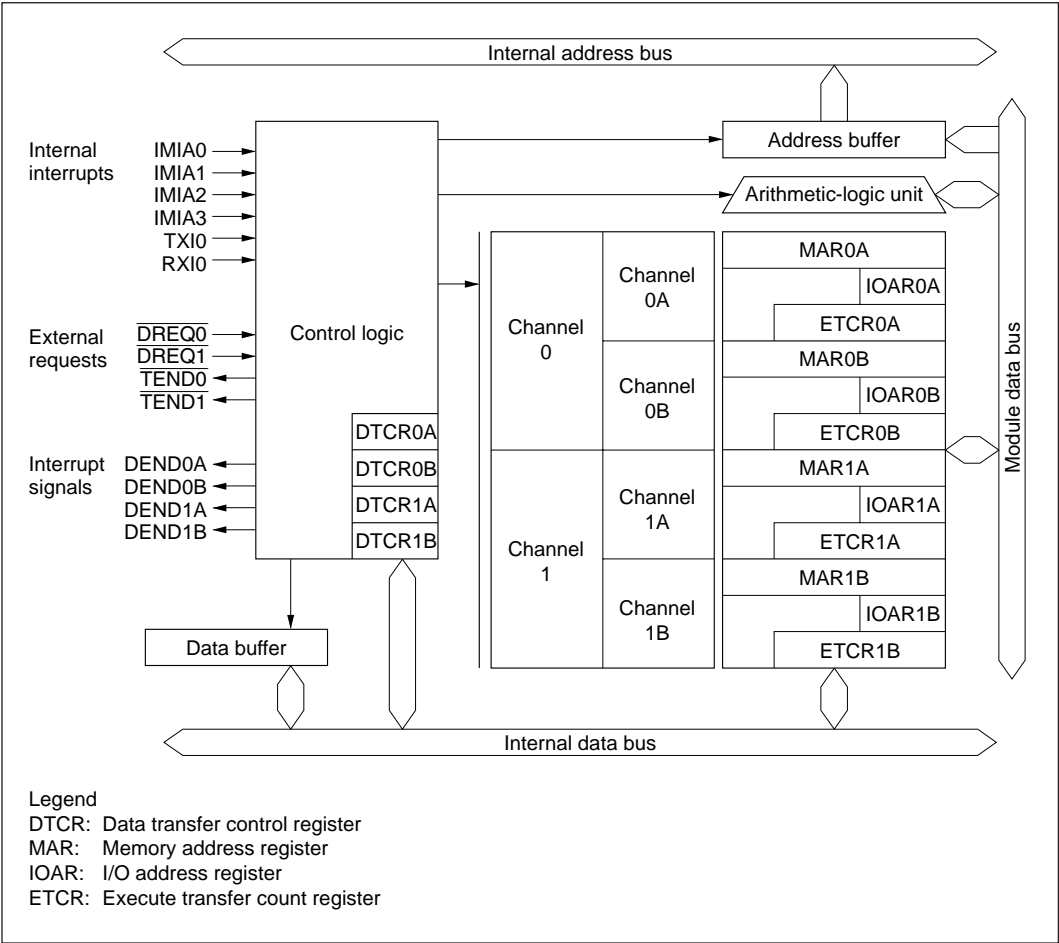 Internal address bus
Internal
interrupts
IMIA0
IMIA1
IMIA2
IMIA3
TXI0
RXI0
External
requests
DREQ0
DREQ1
TEND0
TEND1
Interrupt
signals
DEND0A
DEND0B
DEND1A
DEND1B
Control logic
DTCR0A
DTCR0B
DTCR1A
DTCR1B
Data buffer
Address buffer
Arithmetic-logic unit
Channel
0
Channel
0A
Channel
0B
Channel
1
Channel
1A
Channel
1B
MAR0A
IOAR0A
ETCR0A
MAR0B
IOAR0B
ETCR0B
MAR1A
IOAR1A
ETCR1A
MAR1B
IOAR1B
ETCR1B
Module data bus
Internal data bus
Legend
DTCR: Data transfer control register
MAR: Memory address register
IOAR: I/O address register
ETCR: Execute transfer count register